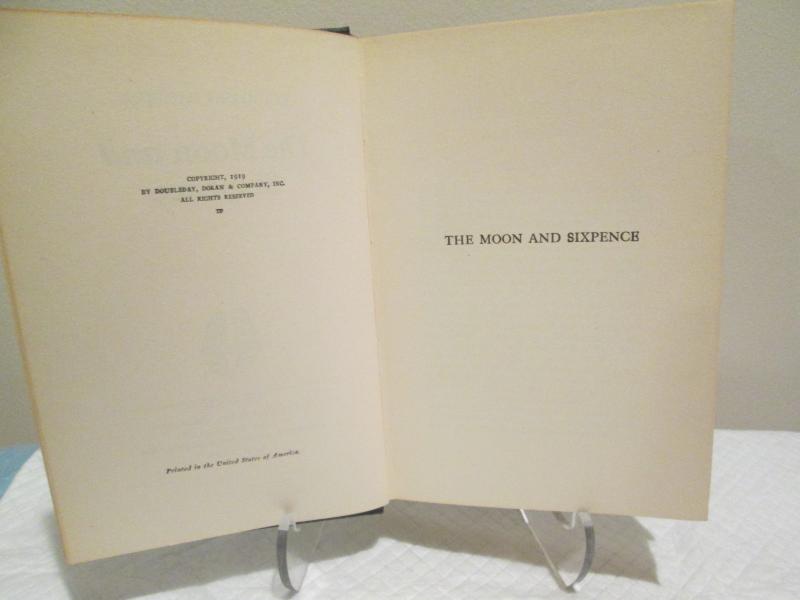 COPYRIGHT, 1919
BY DOUBLEDAY, DORAN & COMPANY, INC.
ALL RIGHTS RESERVED
Printed in the United States of America.
THE MOON AND SIXPENCE